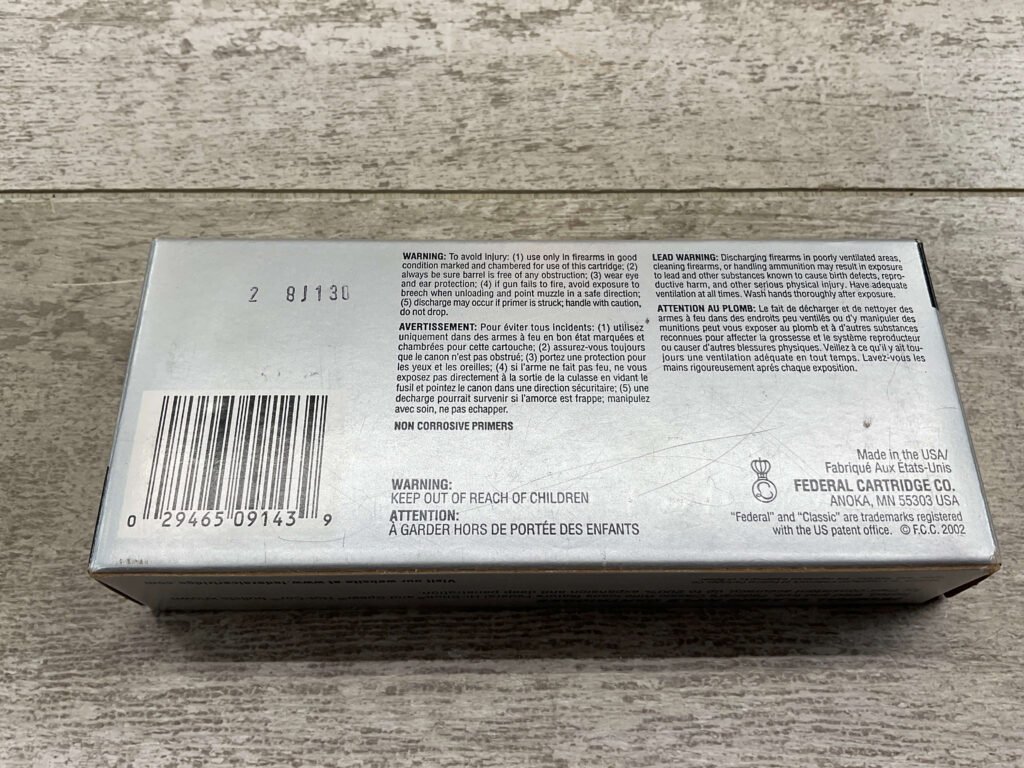 2 8J130
WARNING: To avoid Injury: (1) use only in firearms in good
condition marked and chambered for use of this cartridge; (2)
always be sure barrel is free of any obstruction; (3) wear eye
and ear protection; (4) if gun fails to fire, avoid exposure to
breech when unloading and point muzzle in a safe direction;
(5) discharge may occur if primer is struck; handle with caution,
do not drop.
AVERTISSEMENT: Pour éviter tous incidents: (1) utilisez
uniquement dans des armes à feu en bon état marquées et
chambrées pour cette cartouche; (2) assurez-vous toujours
que le canon n'est pas obstrué; (3) portez une protection pour
les yeux et les oreilles; (4) si l'arme ne fait pas feu, ne vous
exposez pas directement à la sortie de la culasse en vidant le
fusil et pointez le canon dans une direction sécuritaire; (5) une
decharge pourrait survenir si l'amorce est frappe; manipulez
avec soin, ne pas echapper.
NON CORROSIVE PRIMERS
WARNING:
KEEP OUT OF REACH OF CHILDREN
ATTENTION:
À GARDER HORS DE PORTÉE DES ENFANTS
LEAD WARNING: Discharging firearms in poorly ventilated areas,
cleaning firearms, or handling ammunition may result in exposure
to lead and other substances known to cause birth defects, repro-
ductive harm, and other serious physical injury. Have adequate
ventilation at all times. Wash hands thoroughly after exposure.
ATTENTION AU PLOMB: Le fait de décharger et de nettoyer des
armes à feu dans des endroits peu ventilés ou d'y manipuler des
munitions peut vous exposer au plomb et à d'autres substances
reconnues pour affecter la grossesse et le système reproducteur
ou causer d'autres blessures physiques. Veillez à ce qu'il y ait tou-
jours une ventilation adéquate en tout temps. Lavez-vous les
mains rigoureusement après chaque exposition.
Made in the USA/
Fabriqué Aux Etats-Unis
FEDERAL CARTRIDGE CO.
ANOKA, MN 55303 USA
"Federal" and "Classic" are trademarks registered
with the US patent office. © F.C.C. 2002
0 29465 09143 9
Visit our website at www.federalcartridge.com